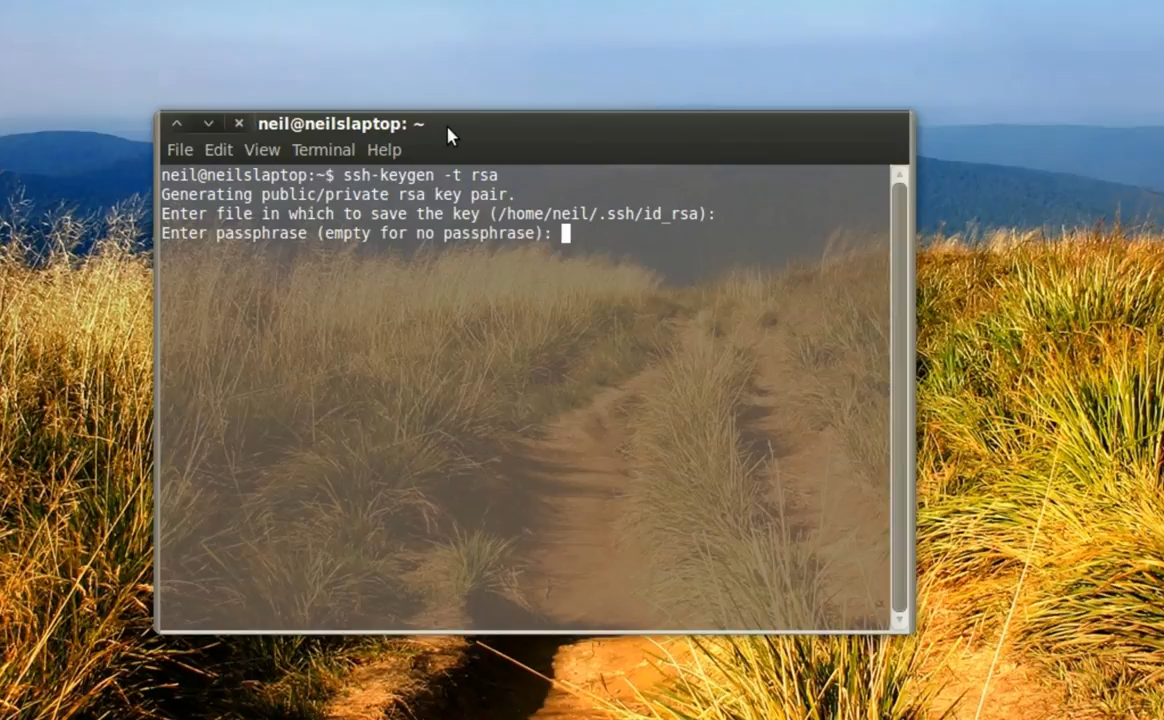 neil@neilslaptop: ~
File Edit View Terminal Help
neil@neilslaptop:~$ ssh-keygen -t rsa
Generating public/private rsa key pair.
Enter file in which to save the key (/home/neil/.ssh/id_rsa):
Enter passphrase (empty for no passphrase):